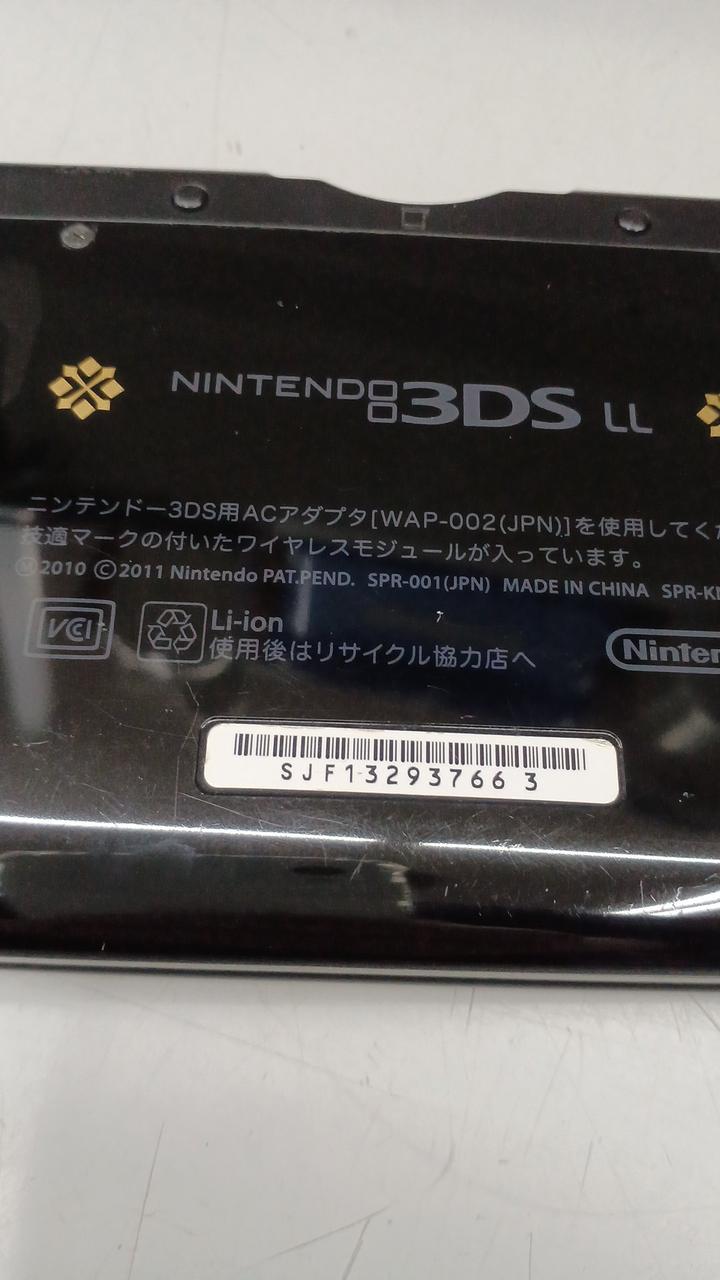 NINTENDO 3DS LL
ニンテンドー3DS用ACアダプタ[WAP-002(JPN)]を使用してく
技適マークの付いたワイヤレスモジュールが入っています。
Ⓜ2010 ©2011 Nintendo PAT.PEND. SPR-001(JPN) MADE IN CHINA
VCI
Li-ion
使用後はリサイクル協力店へ
SJF13293766 3